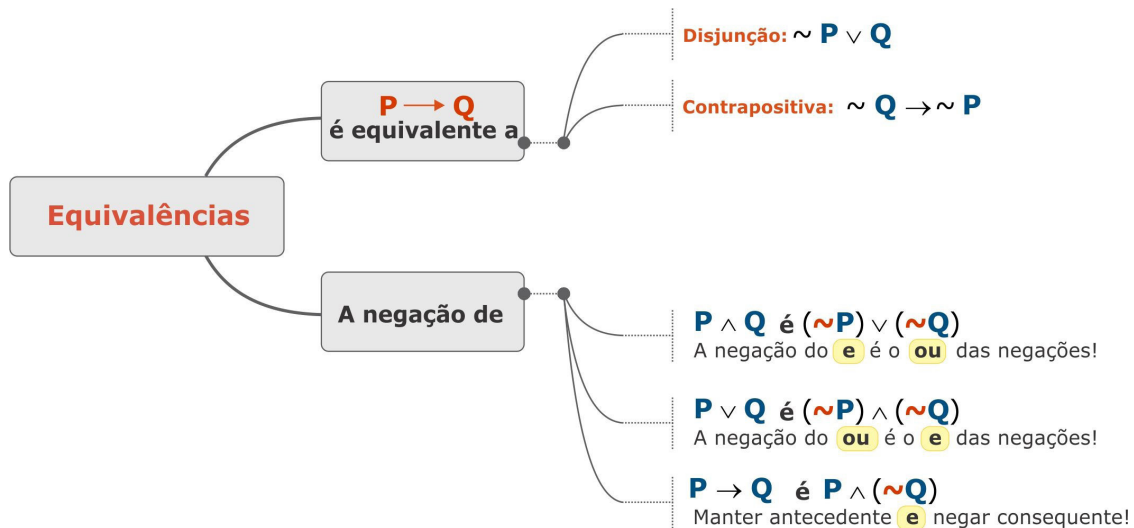 Equivalências
P → Q
é equivalente a
Disjunção: ~ P ∨ Q
Contrapositiva: ~ Q → ~ P
A negação de
P ∧ Q é (~P) ∨ (~Q)
A negação do e é o ou das negações!
P ∨ Q é (~P) ∧ (~Q)
A negação do ou é o e das negações!
P → Q é P ∧ (~Q)
Manter antecedente e negar consequente!